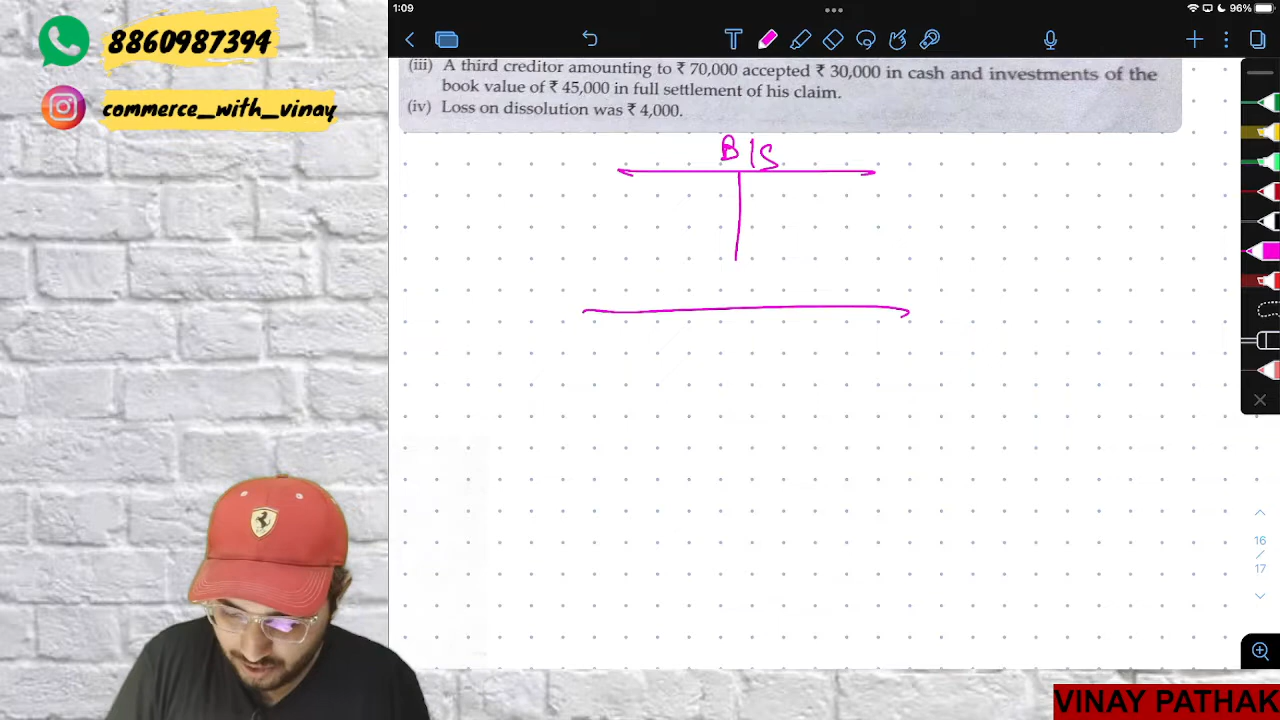 8860987394
commerce_with_vinay
1:09
96%
T
(iii) A third creditor amounting to ₹ 70,000 accepted ₹ 30,000 in cash and investments of the
book value of ₹ 45,000 in full settlement of his claim.
(iv) Loss on dissolution was ₹ 4,000.
B|S
16
/
17
VINAY PATHAK